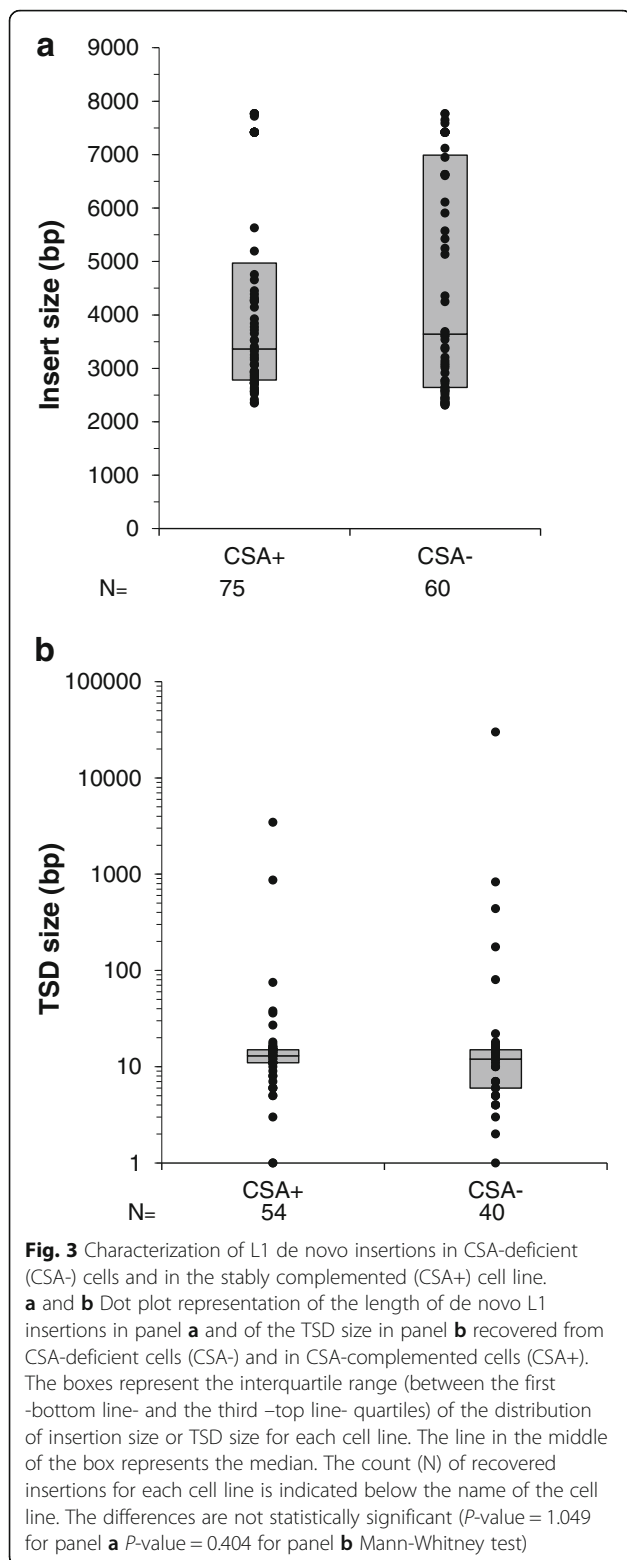 a
9000
8000
7000
6000
5000
4000
3000
2000
1000
0
Insert size (bp)
CSA+ CSA-
N= 75 60
b
100000
10000
1000
100
10
1
TSD size (bp)
CSA+ CSA-
N= 54 40
Fig. 3 Characterization of L1 de novo insertions in CSA-deficient
(CSA-) cells and in the stably complemented (CSA+) cell line.
a and b Dot plot representation of the length of de novo L1
insertions in panel a and of the TSD size in panel b recovered from
CSA-deficient cells (CSA-) and in CSA-complemented cells (CSA+).
The boxes represent the interquartile range (between the first
-bottom line- and the third –top line- quartiles) of the distribution
of insertion size or TSD size for each cell line. The line in the middle
of the box represents the median. The count (N) of recovered
insertions for each cell line is indicated below the name of the cell
line. The differences are not statistically significant (P-value = 1.049
for panel a P-value = 0.404 for panel b Mann-Whitney test)